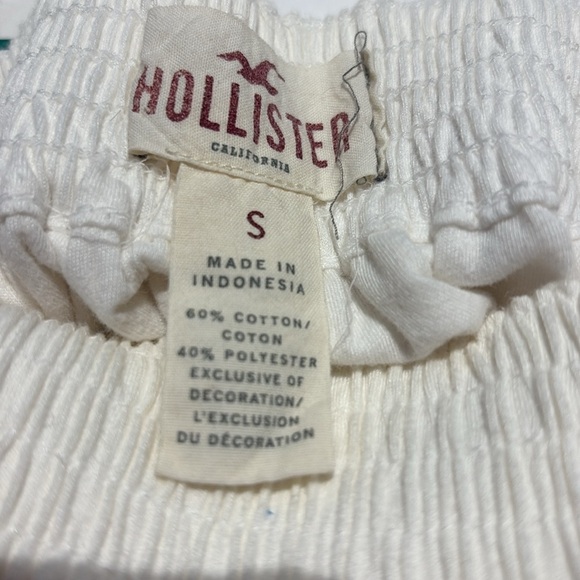 HOLLISTER
CALIFORNIA
S
MADE IN
INDONESIA
60% COTTON/
COTON
40% POLYESTER
EXCLUSIVE OF
DECORATION/
L'EXCLUSION
DU DÉCORATION